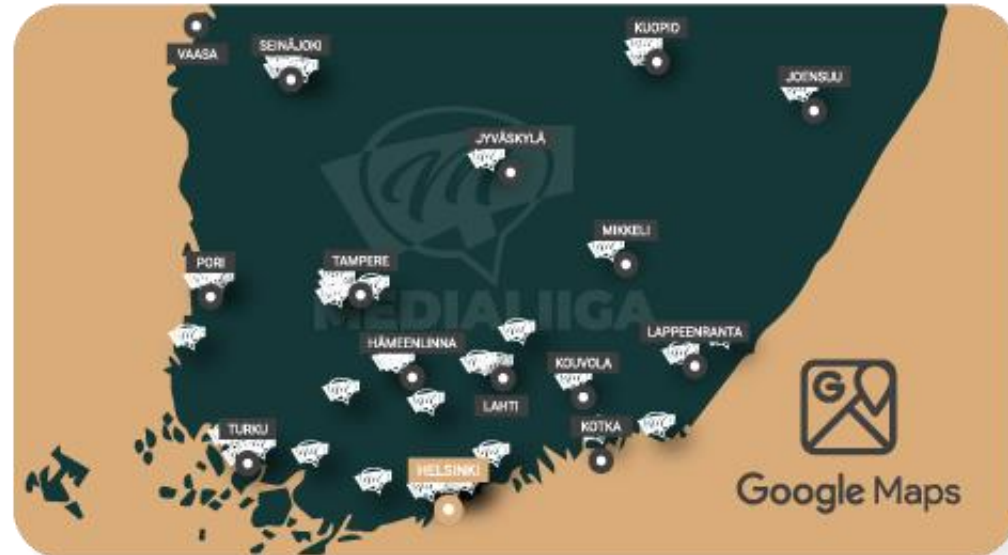 VAASA
SEINÄJOKI
KUOPIO
JOENSUU
JYVÄSKYLÄ
MIKKELI
PORI
TAMPERE
MEDIALIIGA
LAPPEENRANTA
HÄMEENLINNA
KOUVOLA
LAHTI
TURKU
KOTKA
HELSINKI
G
Google Maps